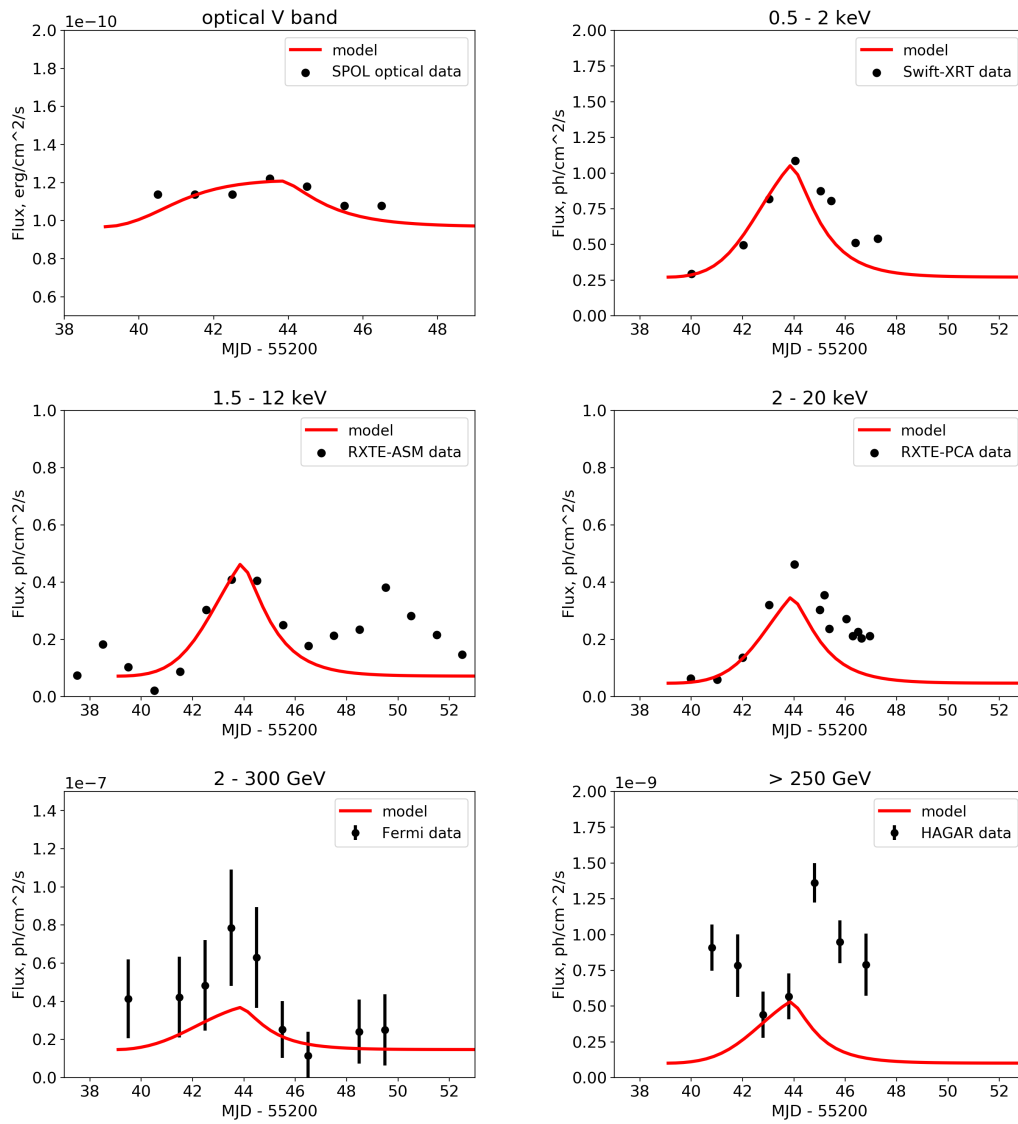 optical V band
1e−10
2.0
1.8
1.6
1.4
1.2
1.0
0.8
0.6
Flux, erg/cm^2/s
model
SPOL optical data
38 40 42 44 46 48
MJD - 55200
0.5 - 2 keV
2.00
1.75
1.50
1.25
1.00
0.75
0.50
0.25
0.00
Flux, ph/cm^2/s
model
Swift-XRT data
38 40 42 44 46 48 50 52
MJD - 55200
1.5 - 12 keV
1.0
0.8
0.6
0.4
0.2
0.0
Flux, ph/cm^2/s
model
RXTE-ASM data
38 40 42 44 46 48 50 52
MJD - 55200
2 - 20 keV
1.0
0.8
0.6
0.4
0.2
0.0
Flux, ph/cm^2/s
model
RXTE-PCA data
38 40 42 44 46 48 50 52
MJD - 55200
2 - 300 GeV
1e−7
1.4
1.2
1.0
0.8
0.6
0.4
0.2
0.0
Flux, ph/cm^2/s
model
Fermi data
38 40 42 44 46 48 50 52
MJD - 55200
> 250 GeV
1e−9
2.00
1.75
1.50
1.25
1.00
0.75
0.50
0.25
0.00
Flux, ph/cm^2/s
model
HAGAR data
38 40 42 44 46 48 50 52
MJD - 55200